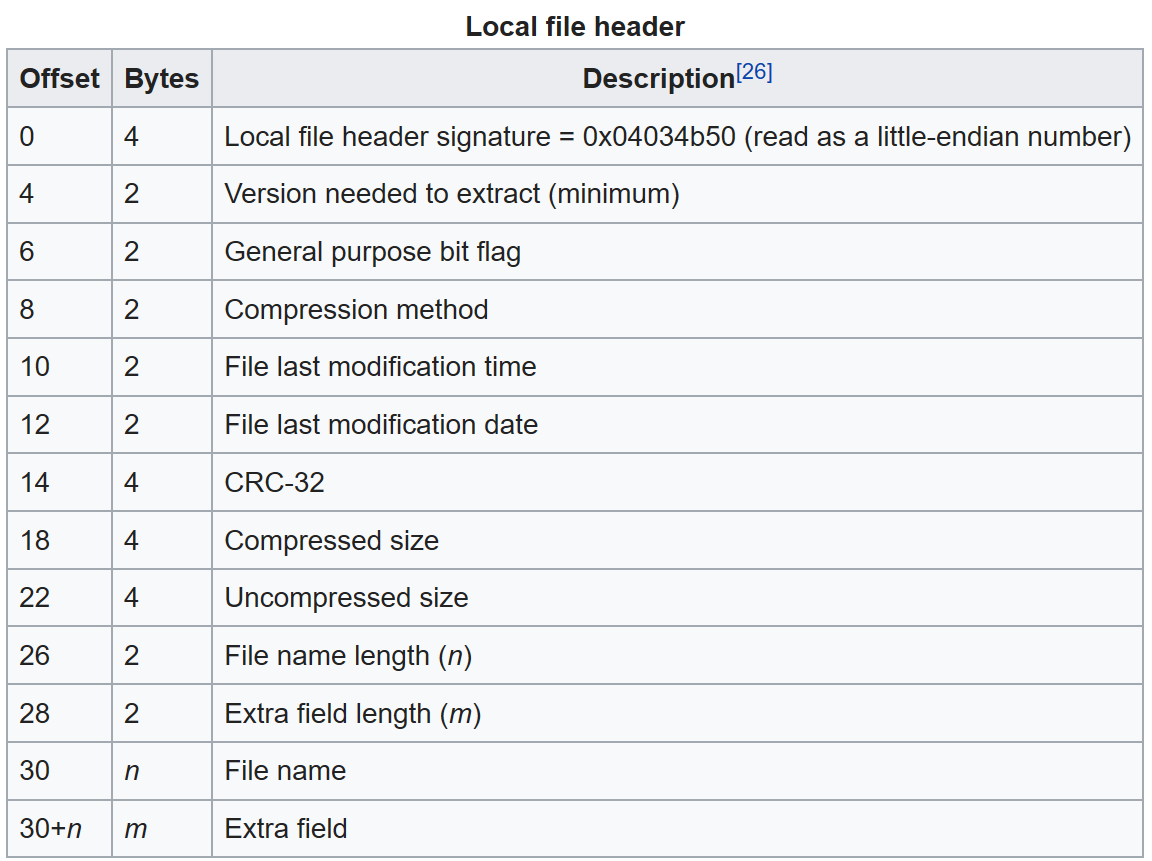 Local file header
Offset Bytes Description[26]
0 4 Local file header signature = 0x04034b50 (read as a little-endian number)
4 2 Version needed to extract (minimum)
6 2 General purpose bit flag
8 2 Compression method
10 2 File last modification time
12 2 File last modification date
14 4 CRC-32
18 4 Compressed size
22 4 Uncompressed size
26 2 File name length (n)
28 2 Extra field length (m)
30 n File name
30+n m Extra field